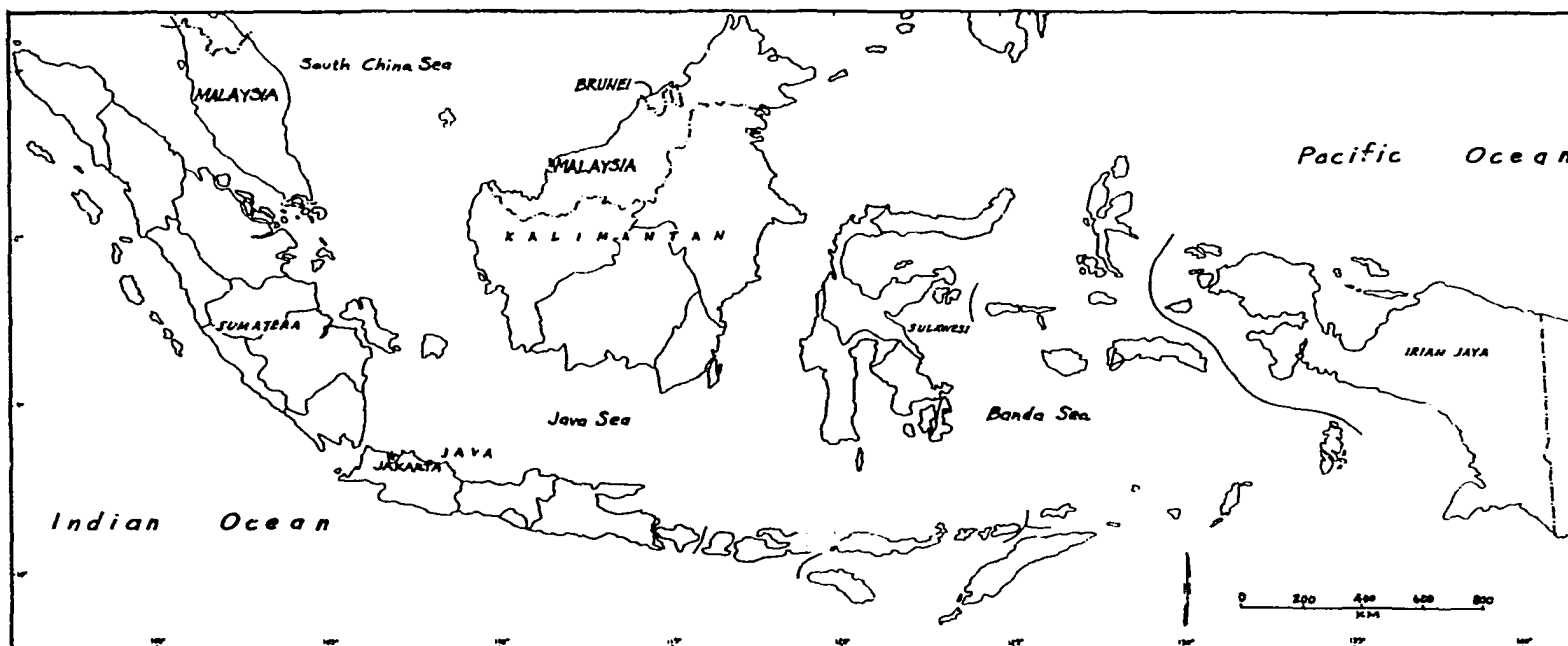 South China Sea
BRUNEI
MALAYSIA
MALAYSIA
Pacific Ocean
KALIMANTAN
SUMATERA
SULAWESI
IRIAN JAYA
Java Sea
Banda Sea
JAVA
JAKARTA
Indian Ocean
N
0 200 400 600 800
KM